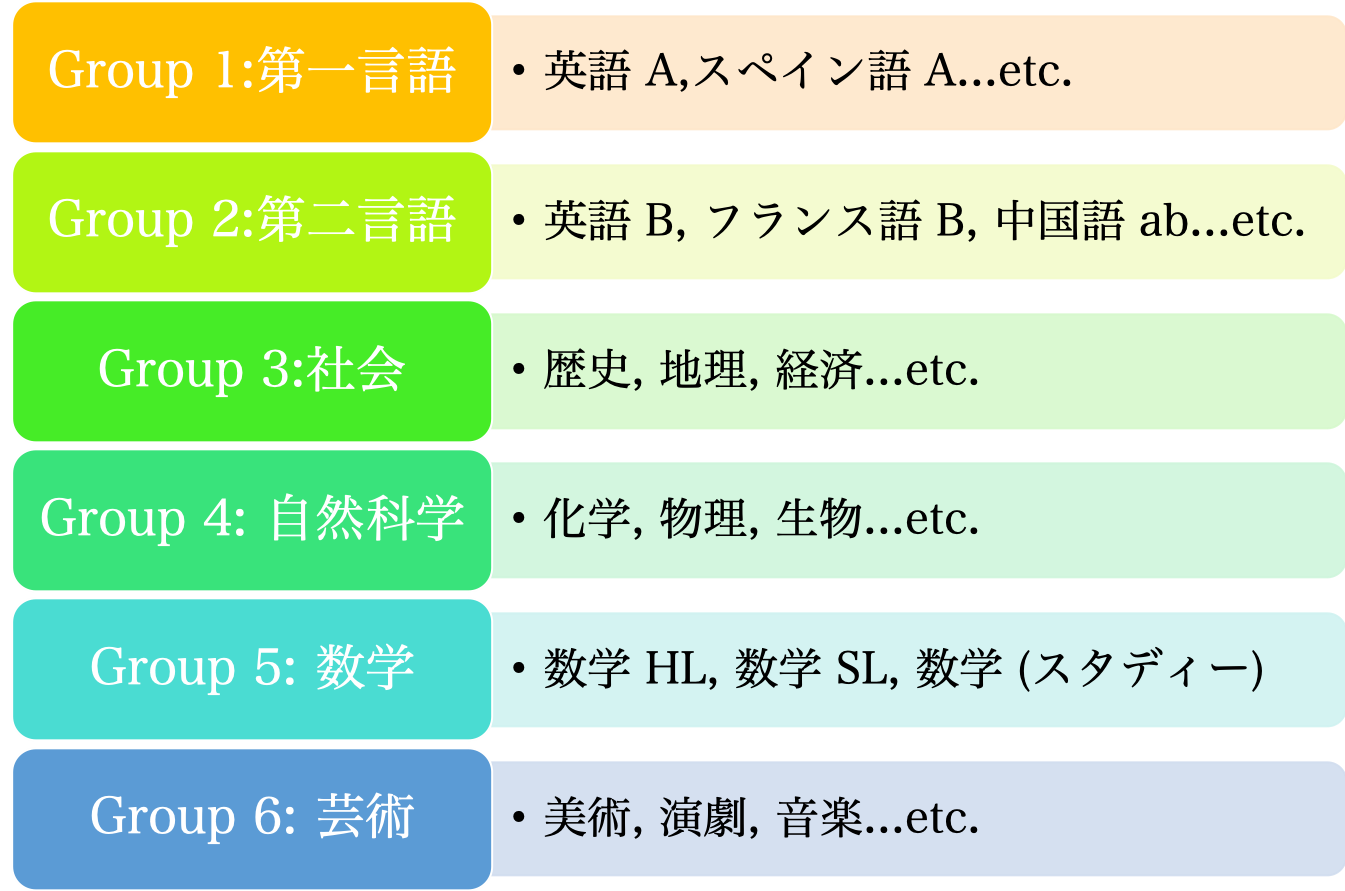 Group 1:第一言語
• 英語 A,スペイン語 A...etc.
Group 2:第二言語
• 英語 B, フランス語 B, 中国語 ab...etc.
Group 3:社会
• 歴史, 地理, 経済...etc.
Group 4: 自然科学
• 化学, 物理, 生物...etc.
Group 5: 数学
• 数学 HL, 数学 SL, 数学 (スタディー)
Group 6: 芸術
• 美術, 演劇, 音楽...etc.